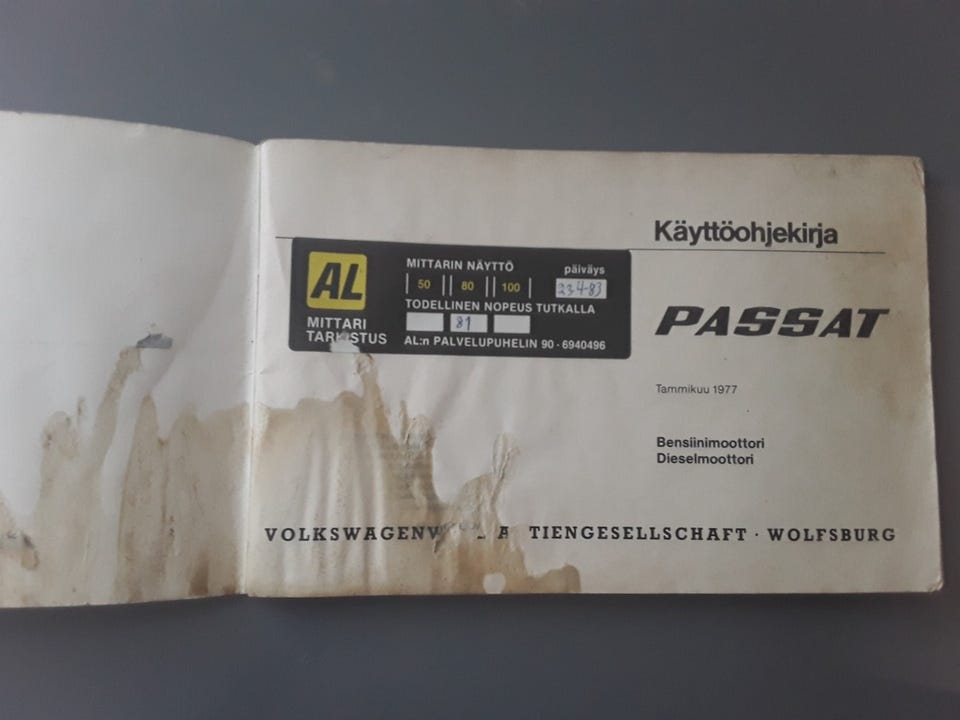 Käyttöohjekirja
AL
MITTARI
TARKISTUS
MITTARIN NÄYTTÖ
päiväys
50 80 100
23.4-83
TODELLINEN NOPEUS TUTKALLA
81
AL:n PALVELUPUHELIN 90 - 6940496
PASSAT
Tammikuu 1977
Bensiinimoottori
Dieselmoottori
VOLKSWAGENW A TIENGESELLSCHAFT · WOLFSBURG